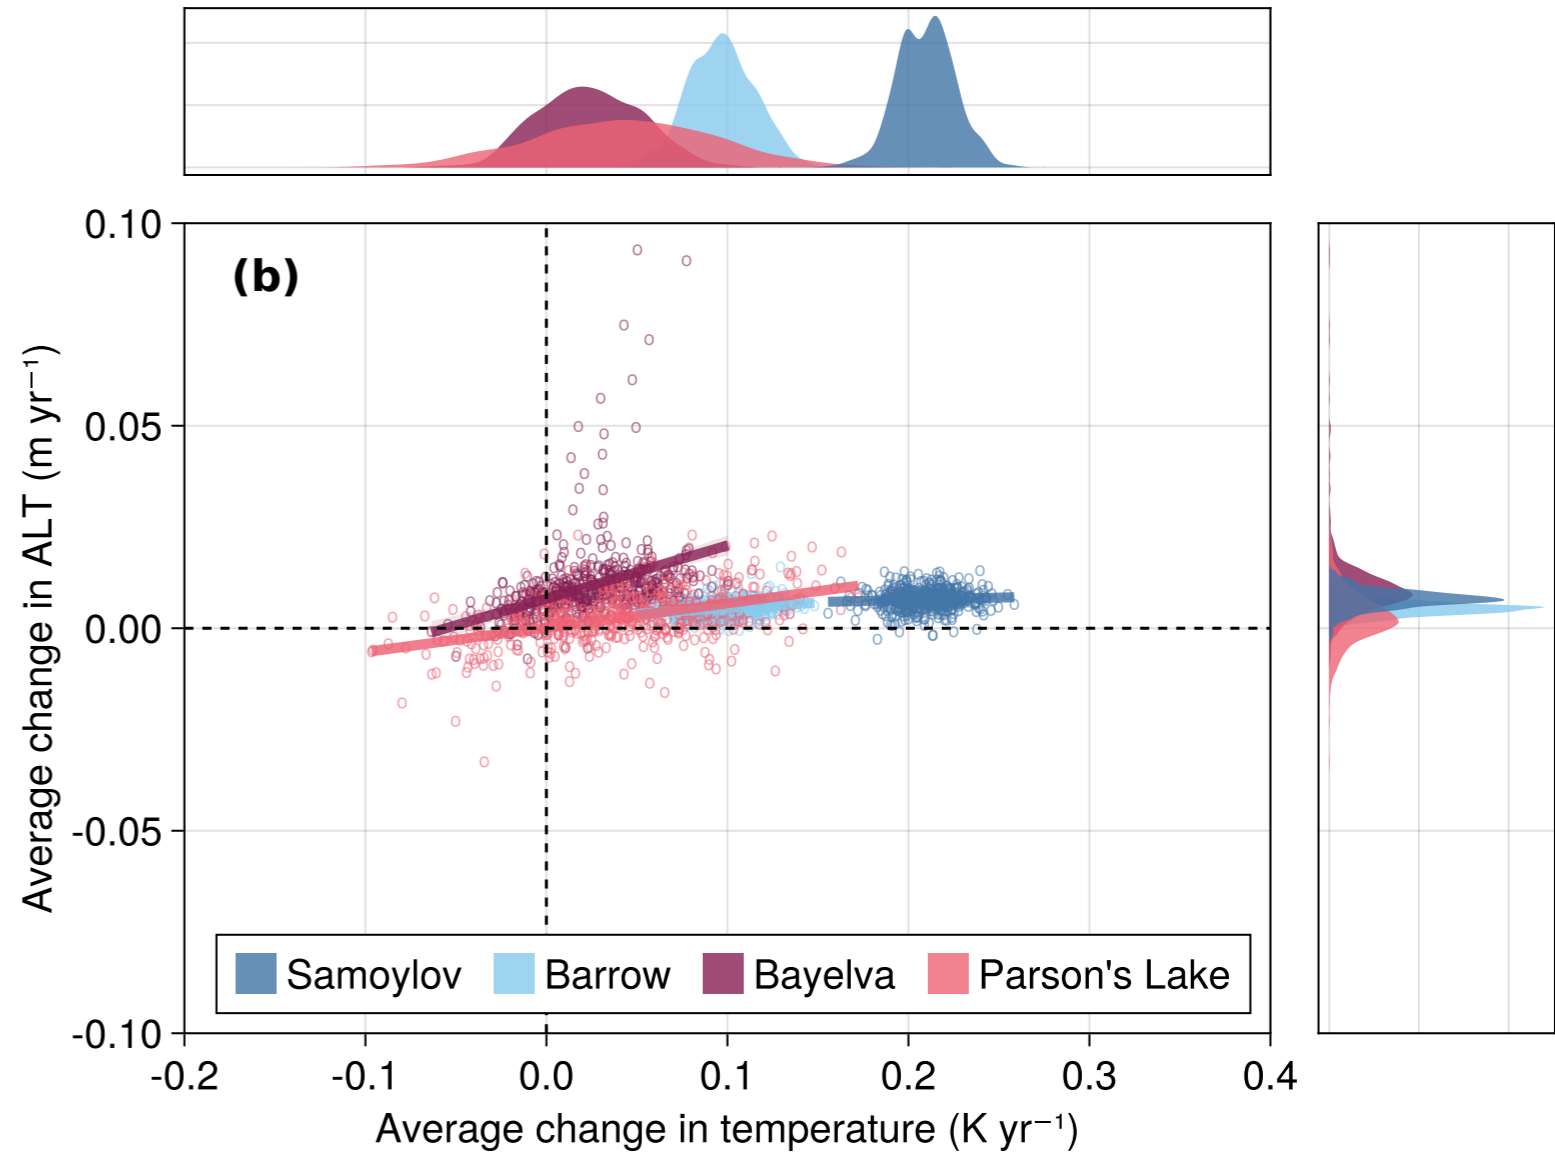 (b)
0.10
0.05
0.00
-0.05
-0.10
Average change in ALT (m yr⁻¹)
Samoylov Barrow Bayelva Parson's Lake
-0.2 -0.1 0.0 0.1 0.2 0.3 0.4
Average change in temperature (K yr⁻¹)